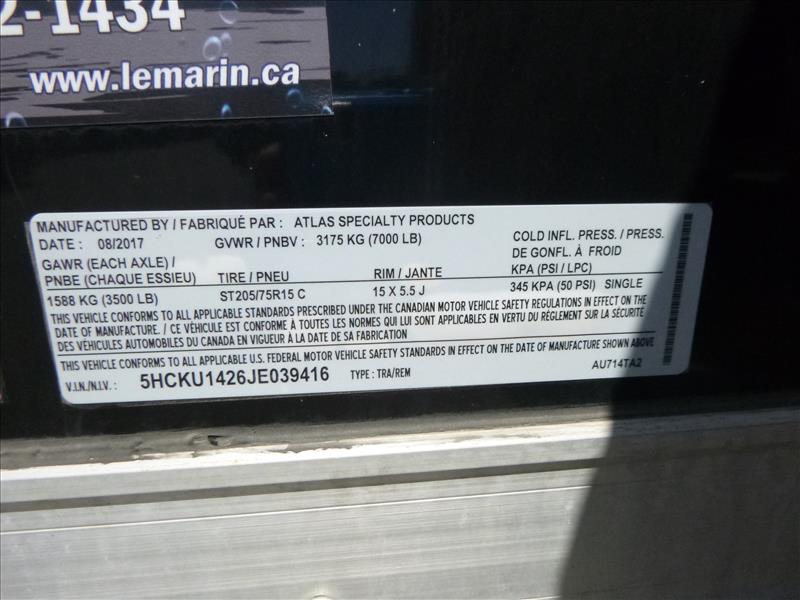 2-1434
www.lemarin.ca
MANUFACTURED BY / FABRIQUÉ PAR : ATLAS SPECIALTY PRODUCTS
DATE : 08/2017 GVWR / PNBV : 3175 KG (7000 LB) COLD INFL. PRESS. / PRESS.
GAWR (EACH AXLE) / DE GONFL. À FROID
PNBE (CHAQUE ESSIEU) TIRE / PNEU RIM / JANTE KPA (PSI / LPC)
1588 KG (3500 LB) ST205/75R15 C 15 X 5.5 J 345 KPA (50 PSI) SINGLE
THIS VEHICLE CONFORMS TO ALL APPLICABLE STANDARDS PRESCRIBED UNDER THE CANADIAN MOTOR VEHICLE SAFETY REGULATIONS IN EFFECT ON THE
DATE OF MANUFACTURE. / CE VÉHICULE EST CONFORME À TOUTES LES NORMES QUI LUI SONT APPLICABLES EN VERTU DU RÈGLEMENT SUR LA SÉCURITÉ
DES VÉHICULES AUTOMOBILES DU CANADA EN VIGUEUR À LA DATE DE SA FABRICATION
THIS VEHICLE CONFORMS TO ALL APPLICABLE U.S. FEDERAL MOTOR VEHICLE SAFETY STANDARDS IN EFFECT ON THE DATE OF MANUFACTURE SHOWN ABOVE
V.I.N./N.I.V. : 5HCKU1426JE039416 TYPE : TRA/REM AU714TA2